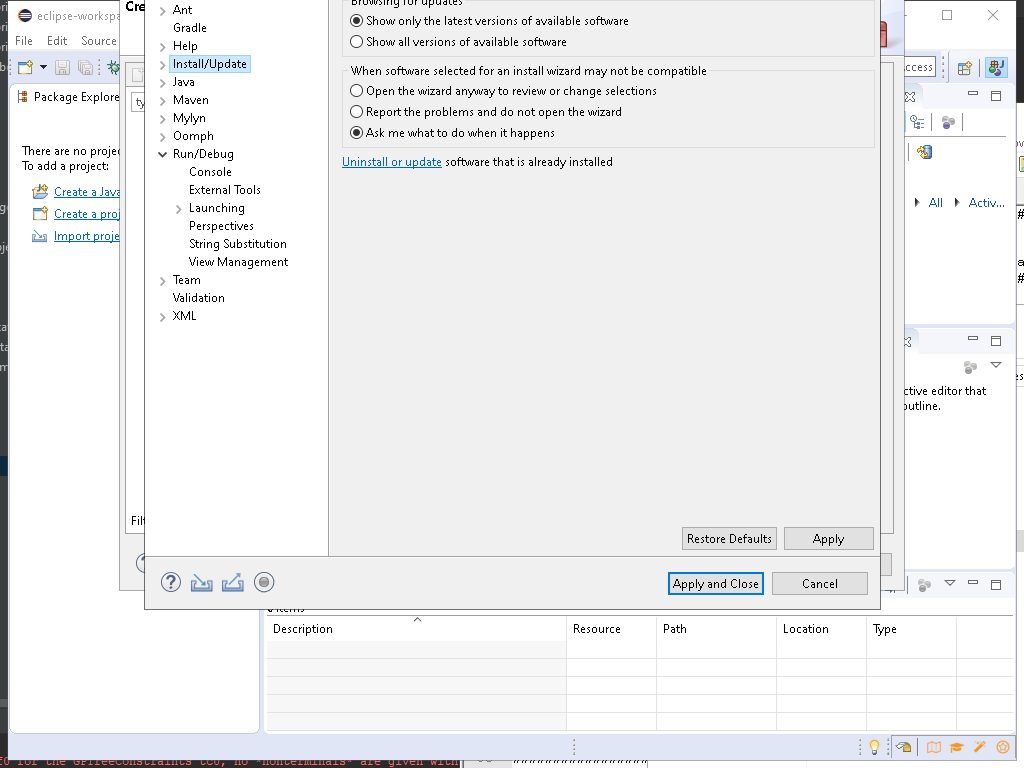 eclipse-workspa
Cre
File Edit Source
Package Explore
There are no projec
To add a project:
Create a Java
Create a proj
Import proje
Filt
Ant
Gradle
Help
Install/Update
Java
Maven
Mylyn
Oomph
Run/Debug
Console
External Tools
Launching
Perspectives
String Substitution
View Management
Team
Validation
XML
Browsing for updates
Show only the latest versions of available software
Show all versions of available software
When software selected for an install wizard may not be compatible
Open the wizard anyway to review or change selections
Report the problems and do not open the wizard
Ask me what to do when it happens
Uninstall or update software that is already installed
Restore Defaults Apply
Apply and Close Cancel
ccess
All Activ...
ctive editor that
outline.
0 items
Description Resource Path Location Type
to for the GPTreeConstraints tc0, no *nonterminals* are given with